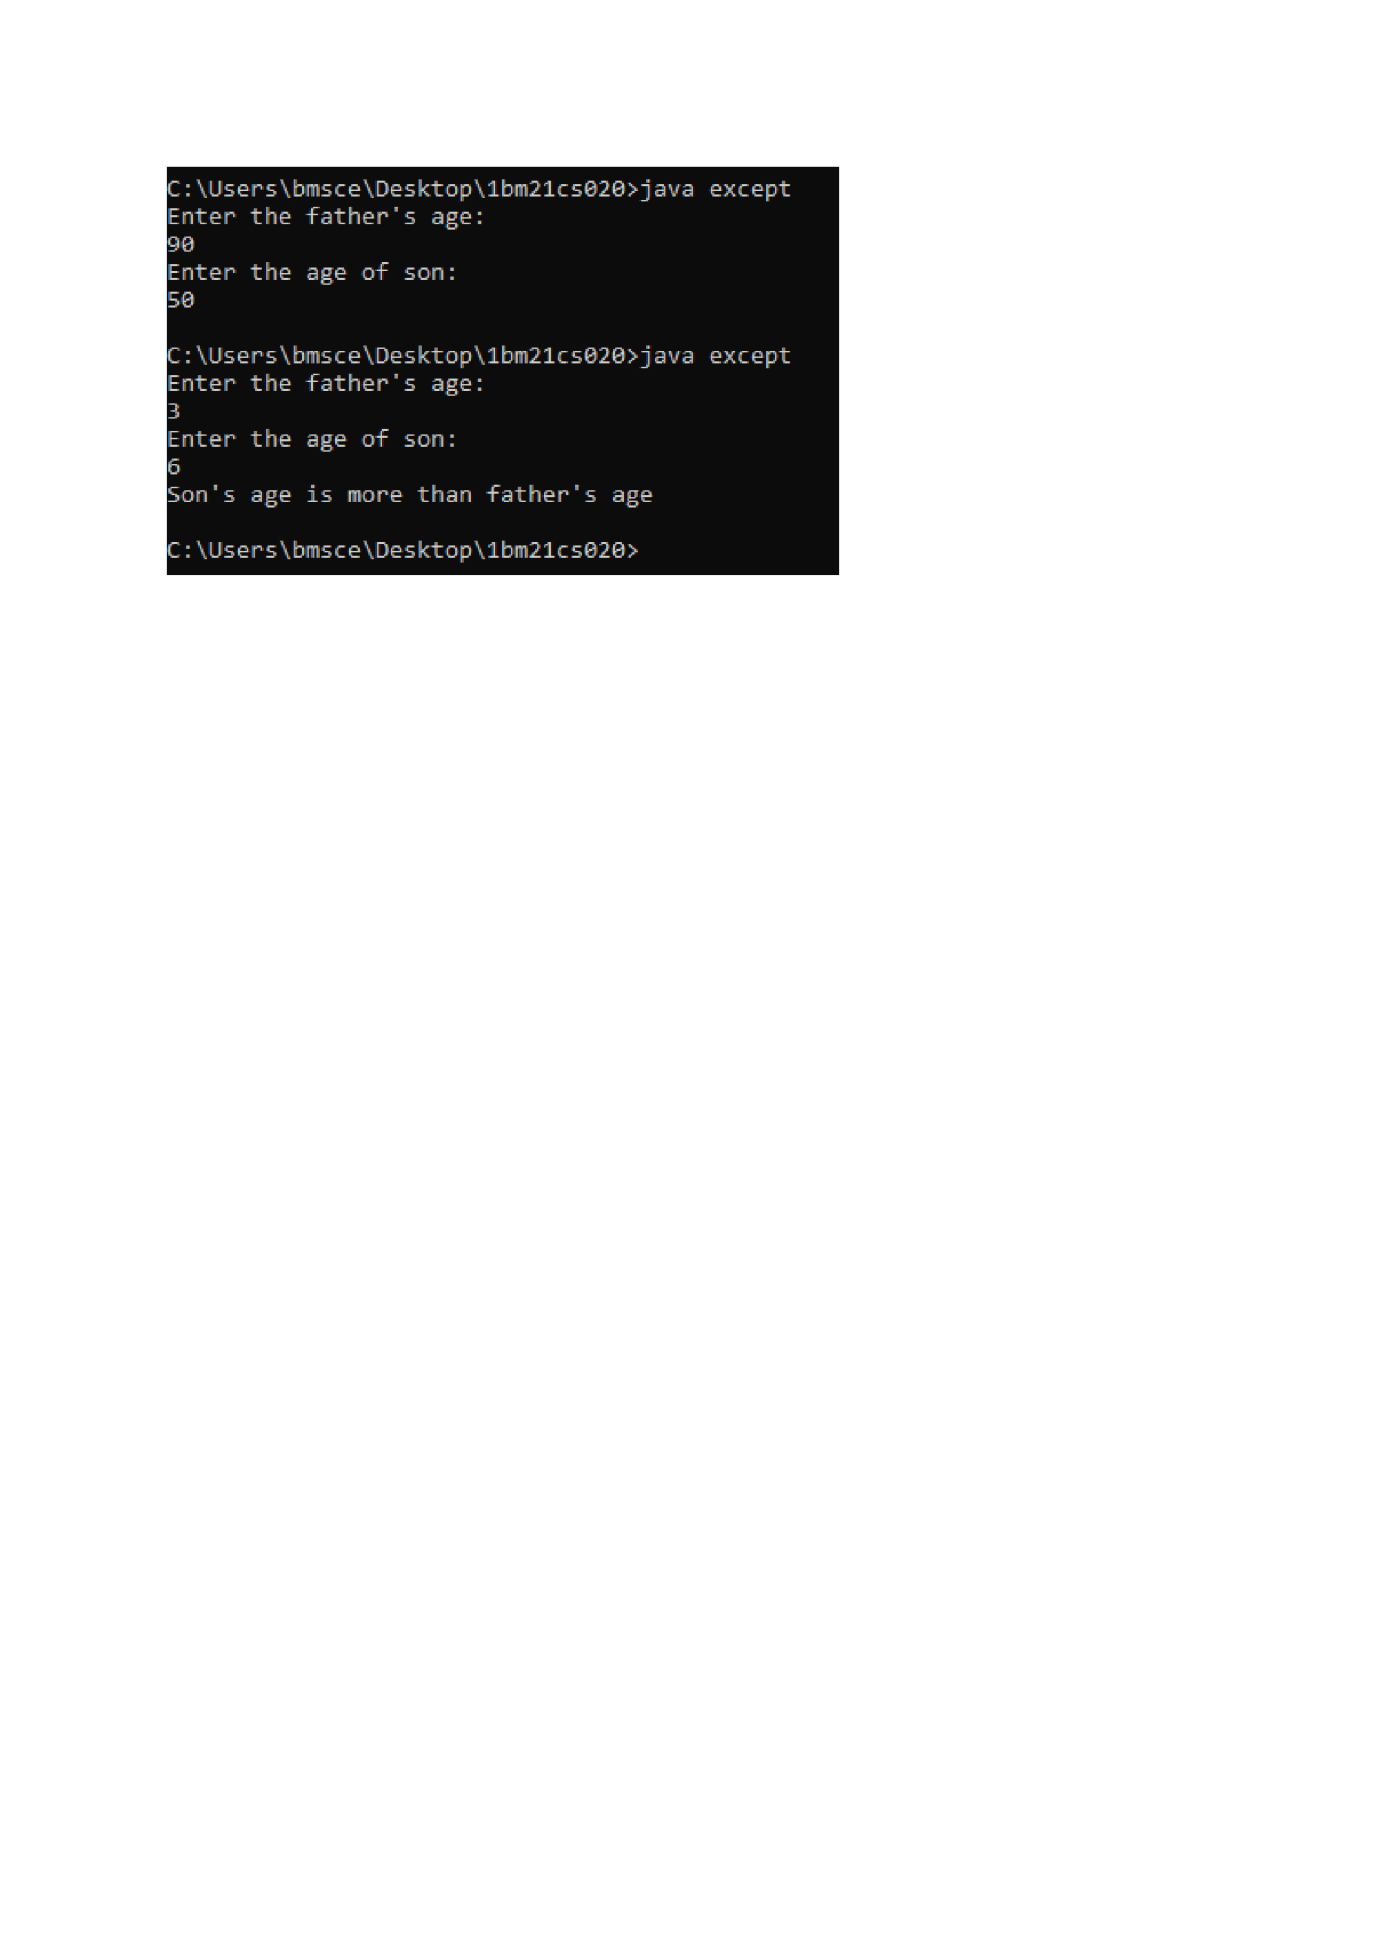 C:\Users\bmsce\Desktop\1bm21cs020>java except
Enter the father's age:
90
Enter the age of son:
50
C:\Users\bmsce\Desktop\1bm21cs020>java except
Enter the father's age:
3
Enter the age of son:
6
Son's age is more than father's age
C:\Users\bmsce\Desktop\1bm21cs020>